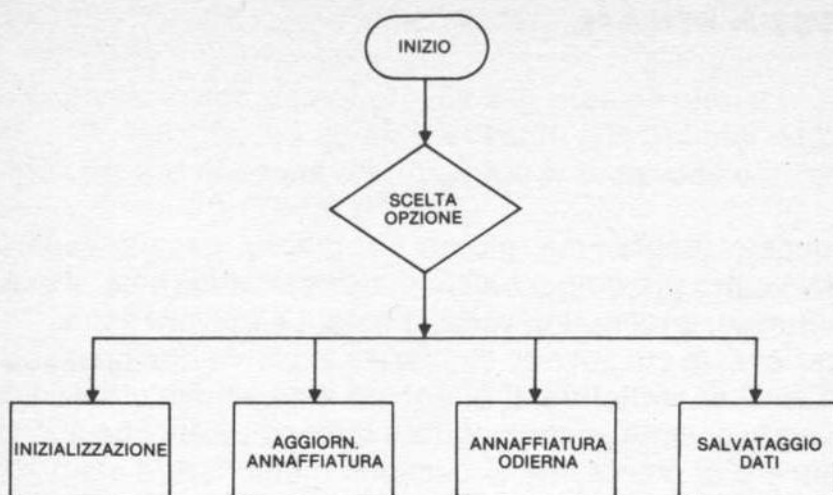 INIZIO
SCELTA
OPZIONE
INIZIALIZZAZIONE
AGGIORN.
ANNAFFIATURA
ANNAFFIATURA
ODIERNA
SALVATAGGIO
DATI